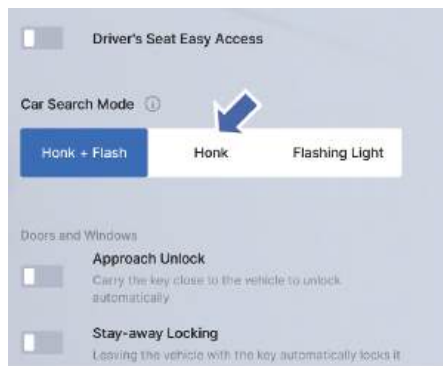 Driver's Seat Easy Access
Car Search Mode
Honk + Flash
Honk
Flashing Light
Doors and Windows
Approach Unlock
Carry the key close to the vehicle to unlock
automatically
Stay-away Locking
Leaving the vehicle with the key automatically locks it